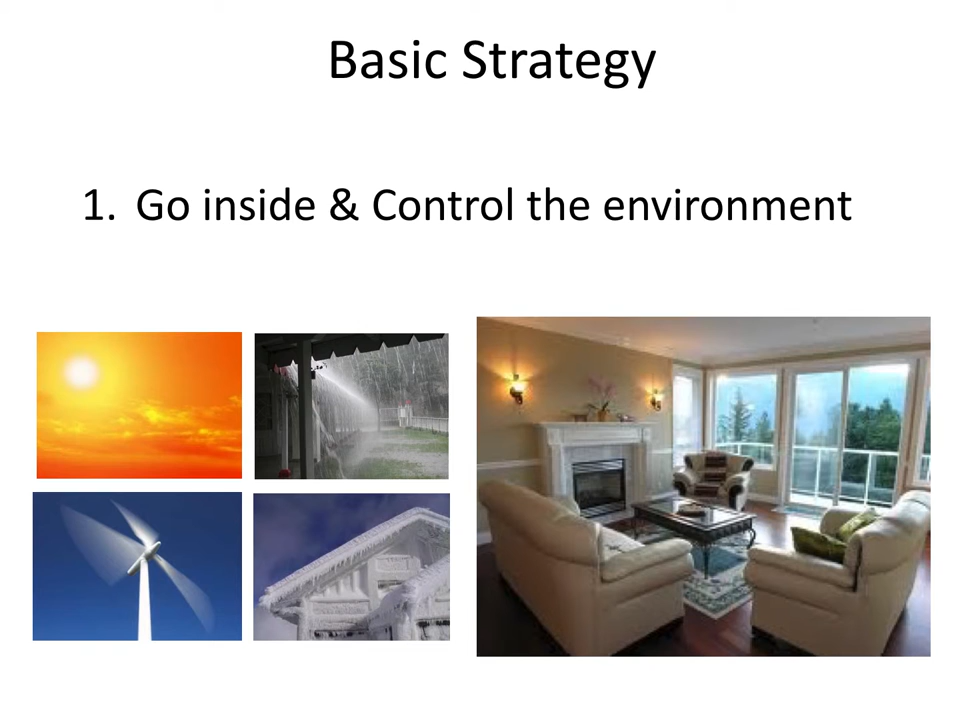 Basic Strategy
1. Go inside & Control the environment